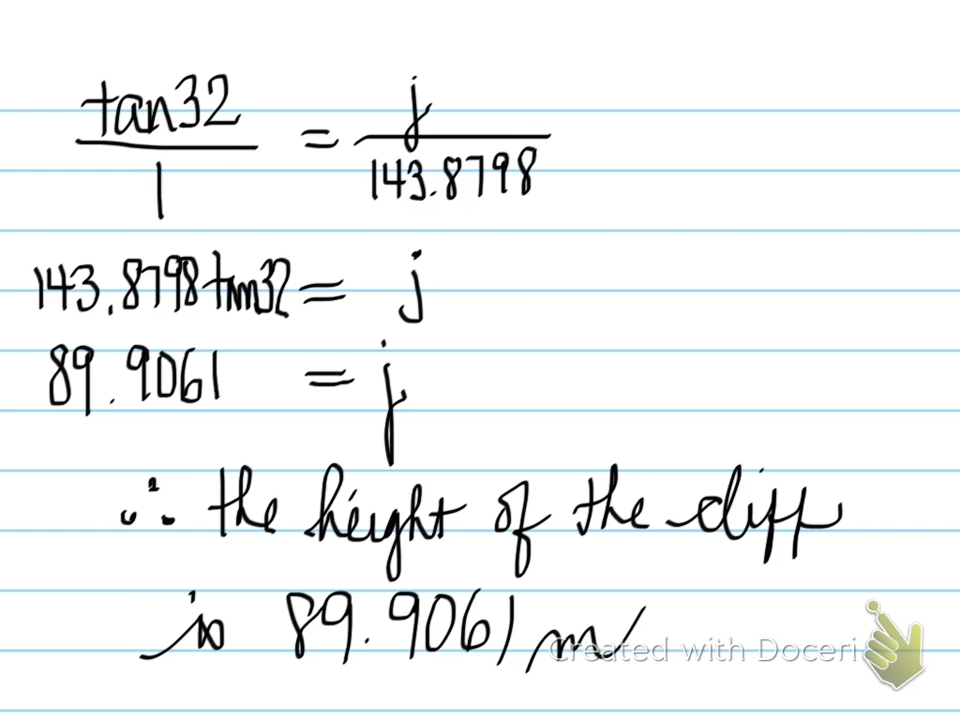 tan32 = j
1 143.8798
143.8798tan32 = j
89.9061 = j
∴ the height of the cliff
is 89.9061 m
Created with Doceri